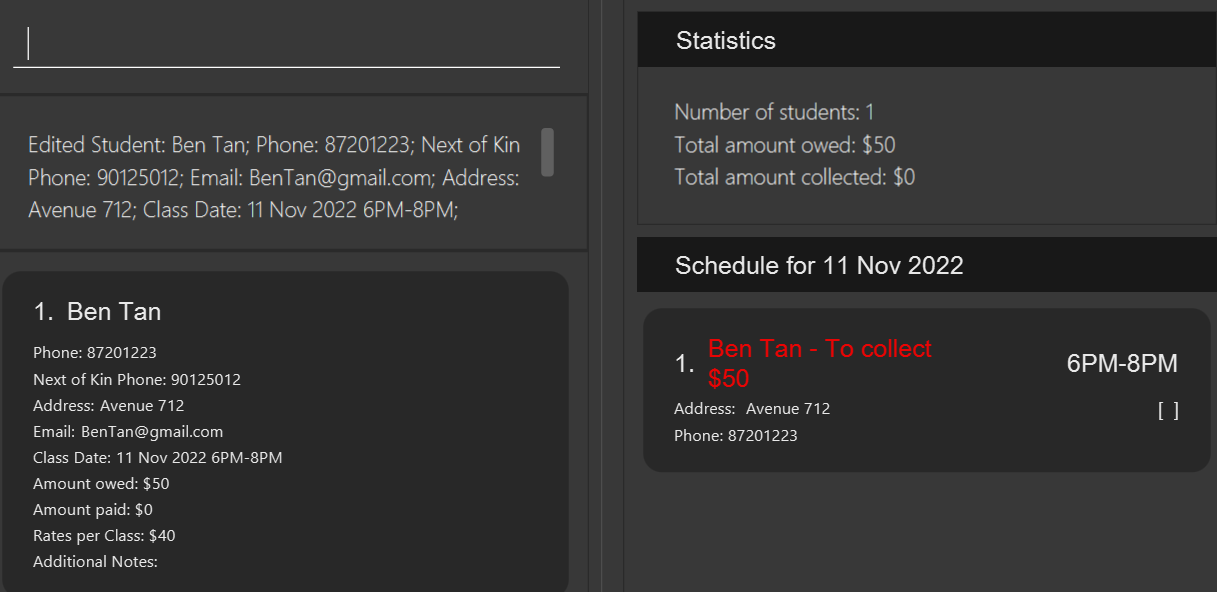 Edited Student: Ben Tan; Phone: 87201223; Next of Kin
Phone: 90125012; Email: BenTan@gmail.com; Address:
Avenue 712; Class Date: 11 Nov 2022 6PM-8PM;
1. Ben Tan
Phone: 87201223
Next of Kin Phone: 90125012
Address: Avenue 712
Email: BenTan@gmail.com
Class Date: 11 Nov 2022 6PM-8PM
Amount owed: $50
Amount paid: $0
Rates per Class: $40
Additional Notes:
Statistics
Number of students: 1
Total amount owed: $50
Total amount collected: $0
Schedule for 11 Nov 2022
1. Ben Tan - To collect
$50
6PM-8PM
Address: Avenue 712
[ ]
Phone: 87201223